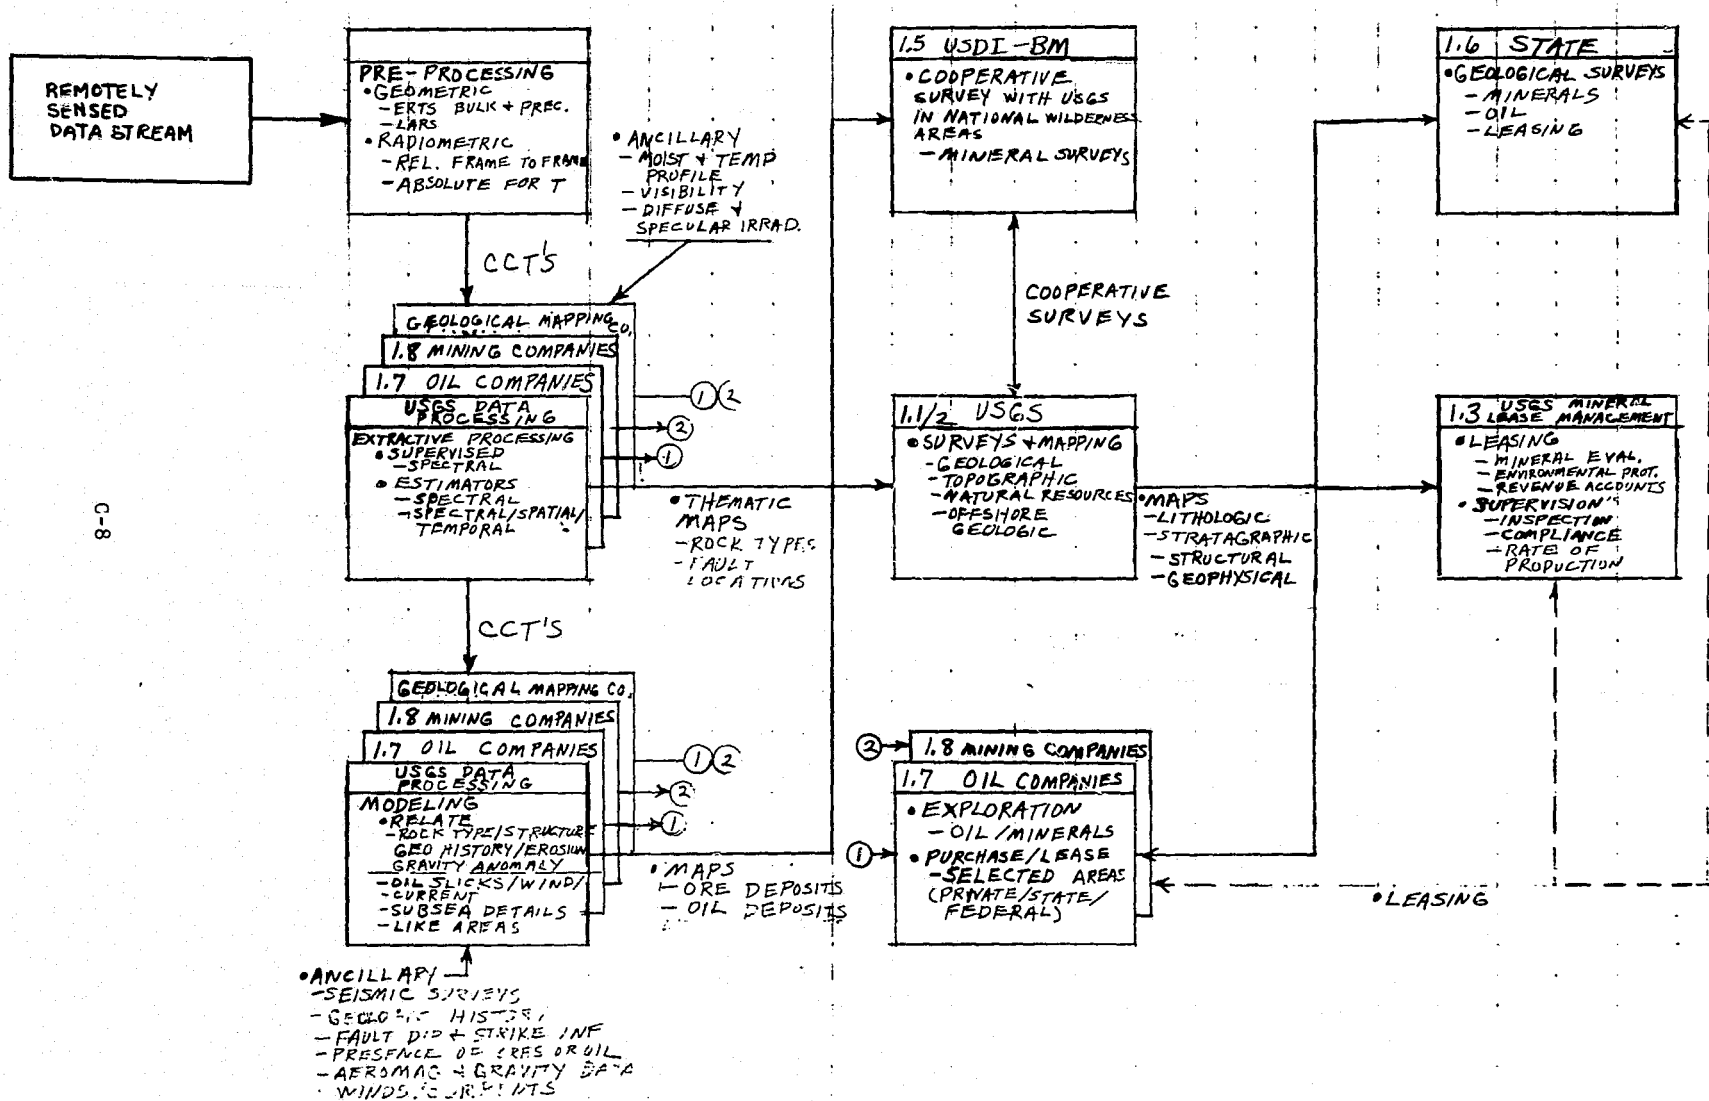 REMOTELY
SENSED
DATA STREAM
PRE-PROCESSING
•GEOMETRIC
-ERTS BULK + PREC.
-LARS
•RADIOMETRIC
-REL. FRAME TO FRAME
-ABSOLUTE FOR T
•ANCILLARY
-MOIST + TEMP
PROFILE
-VISIBILITY
-DIFFUSE +
SPECULAR IRRAD.
CCT'S
GEOLOGICAL MAPPING CO.
1.8 MINING COMPANIES
1.7 OIL COMPANIES
USGS DATA
PROCESSING
EXTRACTIVE PROCESSING
•SUPERVISED
-SPECTRAL
•ESTIMATORS
-SPECTRAL
-SPECTRAL/SPATIAL/
TEMPORAL
1 2
2
1
•THEMATIC
MAPS
-ROCK TYPES
-FAULT
LOCATIONS
CCT'S
GEOLOGICAL MAPPING CO.
1.8 MINING COMPANIES
1.7 OIL COMPANIES
USGS DATA
PROCESSING
MODELING
•RELATE
-ROCK TYPE/STRUCTURE
GEO HISTORY/EROSION
GRAVITY ANOMALY
-OIL SLICKS/WIND/
-CURRENT
-SUBSEA DETAILS
-LIKE AREAS
1 2
2
1
•MAPS
-ORE DEPOSITS
-OIL DEPOSITS
•ANCILLARY
-SEISMIC SURVEYS
-GEOLOGIC HISTORY
-FAULT DIP + STRIKE INF
-PRESENCE OF ORES OR OIL
-AEROMAG + GRAVITY DATA
WINDS/CURRENTS
1.5 USDI-BM
•COOPERATIVE
SURVEY WITH USGS
IN NATIONAL WILDERNESS
AREAS
-MINERAL SURVEYS
COOPERATIVE
SURVEYS
1.1/2 USGS
•SURVEYS + MAPPING
-GEOLOGICAL
-TOPOGRAPHIC
-NATURAL RESOURCES
-OFFSHORE
GEOLOGIC
•MAPS
-LITHOLOGIC
-STRATAGRAPHIC
-STRUCTURAL
-GEOPHYSICAL
2
1.8 MINING COMPANIES
1.7 OIL COMPANIES
•EXPLORATION
-OIL/MINERALS
1
•PURCHASE/LEASE
-SELECTED AREAS
(PRIVATE/STATE/
FEDERAL)
1.6 STATE
•GEOLOGICAL SURVEYS
-MINERALS
-OIL
-LEASING
1.3 USGS MINERAL
LEASE MANAGEMENT
•LEASING
-MINERAL EVAL.
-ENVIRONMENTAL PROT.
-REVENUE ACCOUNTS
•SUPERVISION
-INSPECTION
-COMPLIANCE
-RATE OF
PRODUCTION
•LEASING
C-8